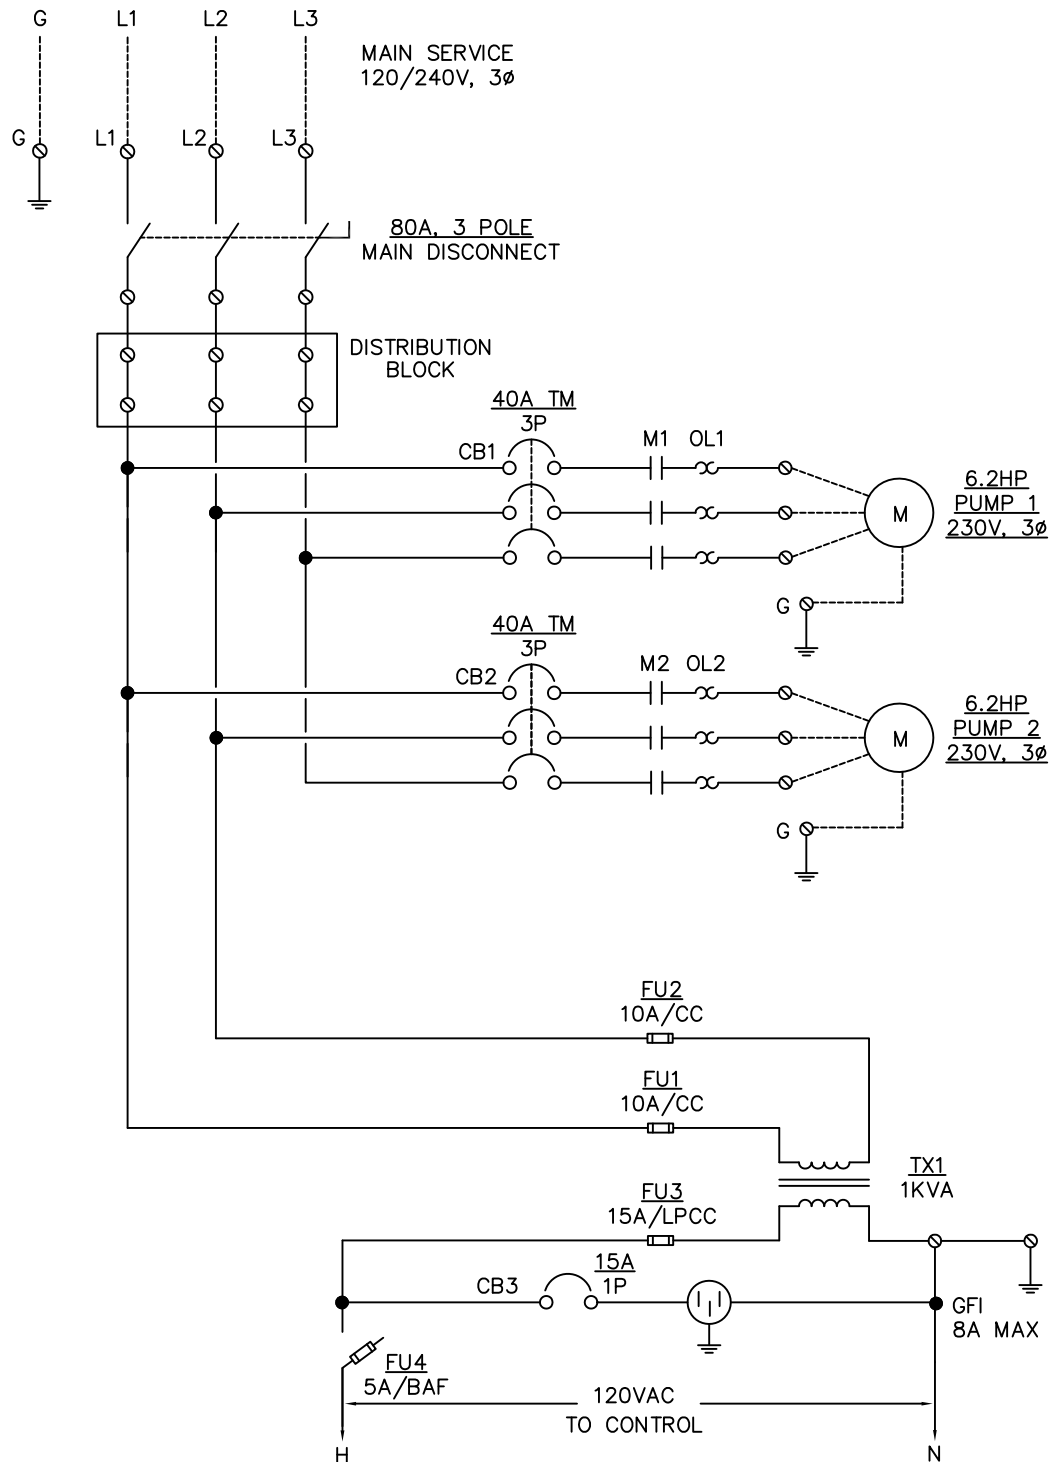 G L1 L2 L3
MAIN SERVICE
120/240V, 3ø
G L1 L2 L3
80A, 3 POLE
MAIN DISCONNECT
DISTRIBUTION
BLOCK
40A TM
3P
CB1 M1 OL1
6.2HP
PUMP 1
230V, 3ø
M
G
40A TM
3P
CB2 M2 OL2
6.2HP
PUMP 2
230V, 3ø
M
G
FU2
10A/CC
FU1
10A/CC
TX1
1KVA
FU3
15A/LPCC
15A
1P
CB3
GFI
8A MAX
FU4
5A/BAF
120VAC
TO CONTROL
H N